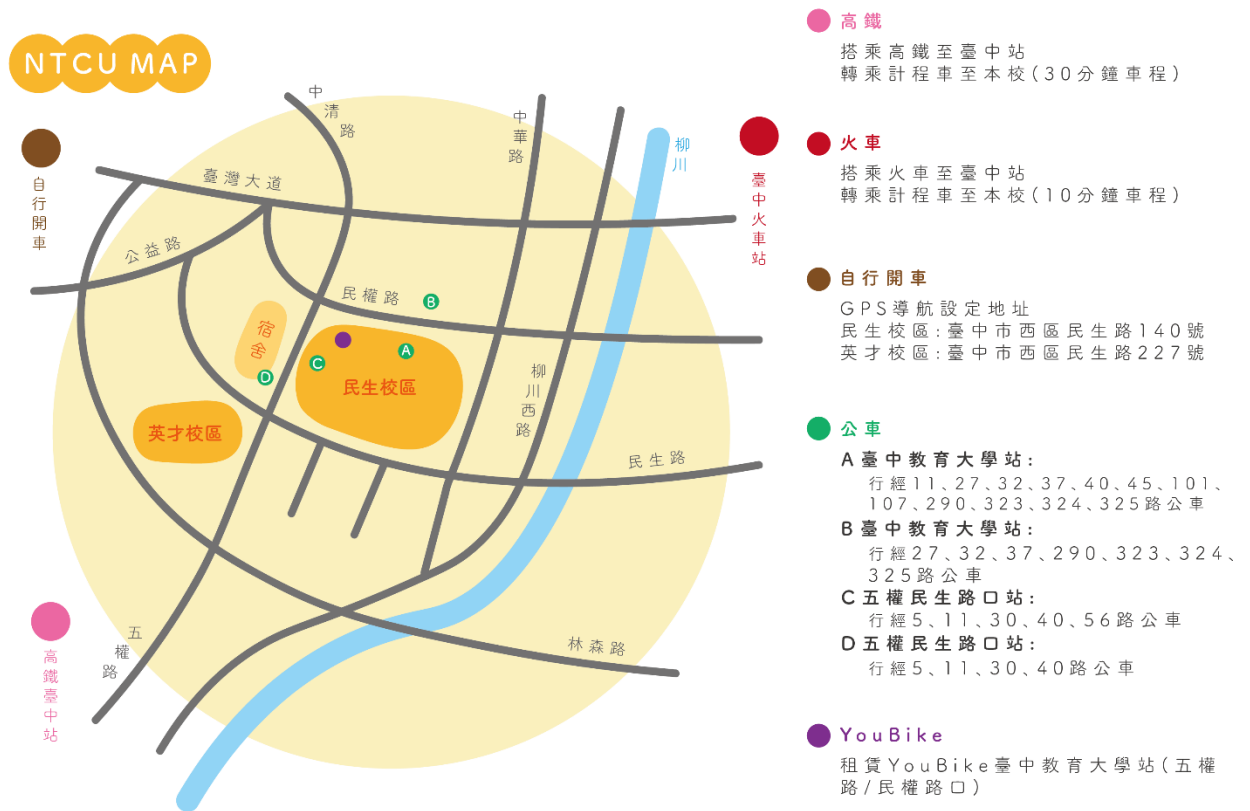 NTCU MAP
中清路
中華路
柳川
臺中火車站
自行開車
臺灣大道
公益路
民權路
B
宿舍
A
C
D
民生校區
柳川西路
英才校區
民生路
五權路
林森路
高鐵臺中站
高鐵
搭乘高鐵至臺中站
轉乘計程車至本校(30分鐘車程)
火車
搭乘火車至臺中站
轉乘計程車至本校(10分鐘車程)
自行開車
GPS導航設定地址
民生校區:臺中市西區民生路140號
英才校區:臺中市西區民生路227號
公車
A臺中教育大學站:
行經11、27、32、37、40、45、101、
107、290、323、324、325路公車
B臺中教育大學站:
行經27、32、37、290、323、324、
325路公車
C五權民生路口站:
行經5、11、30、40、56路公車
D五權民生路口站:
行經5、11、30、40路公車
YouBike
租賃YouBike臺中教育大學站(五權
路/民權路口)